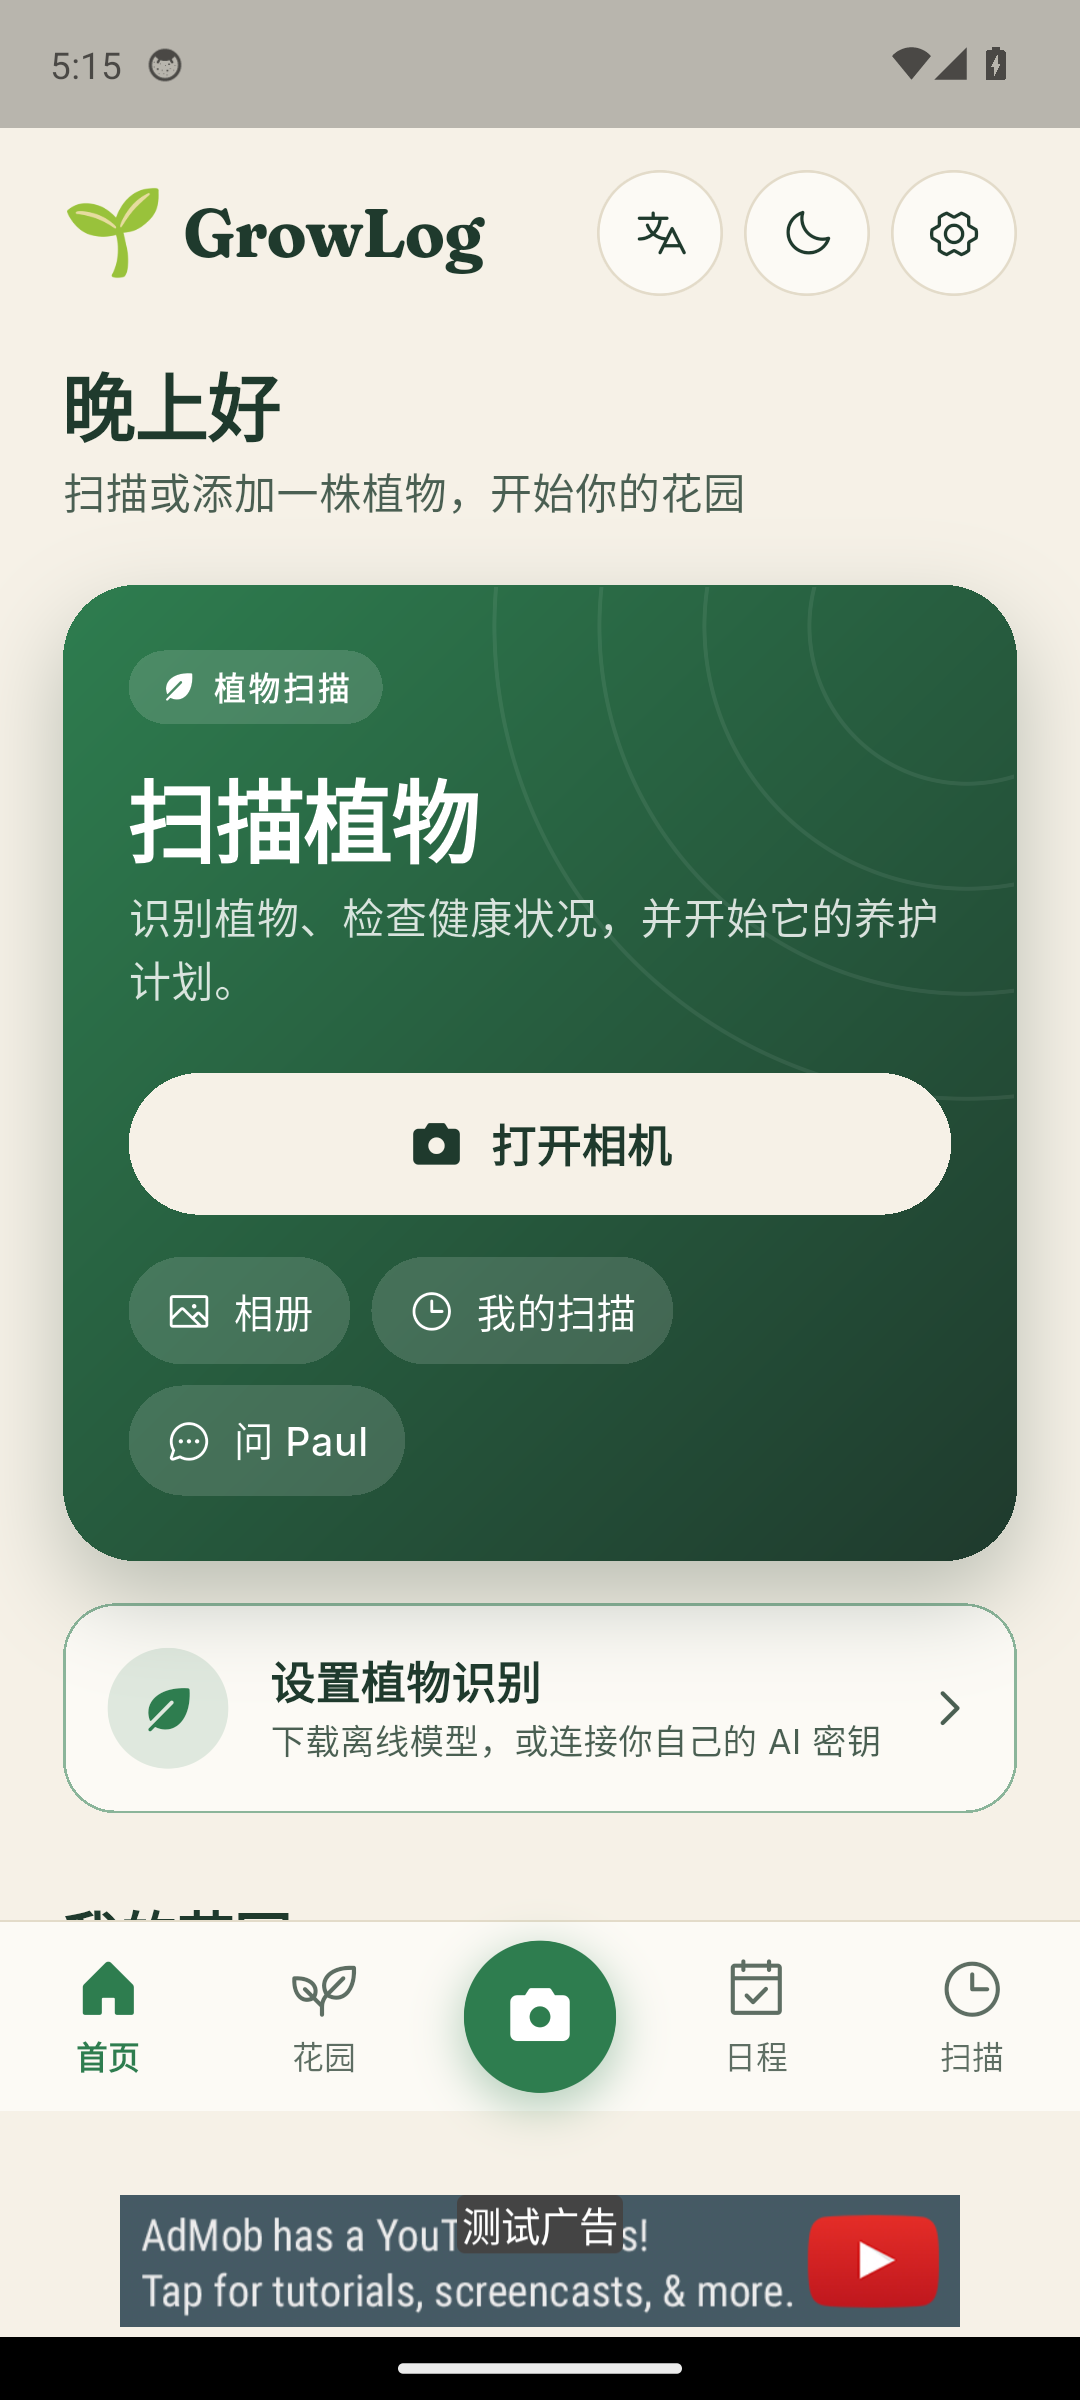 5:15
GrowLog
晚上好
扫描或添加一株植物，开始你的花园
植物扫描
扫描植物
识别植物、检查健康状况，并开始它的养护
计划。
打开相机
相册
我的扫描
问 Paul
设置植物识别
下载离线模型，或连接你自己的 AI 密钥
首页
花园
日程
扫描
测试广告
AdMob has a
Tap for tutorials, screencasts, & more.